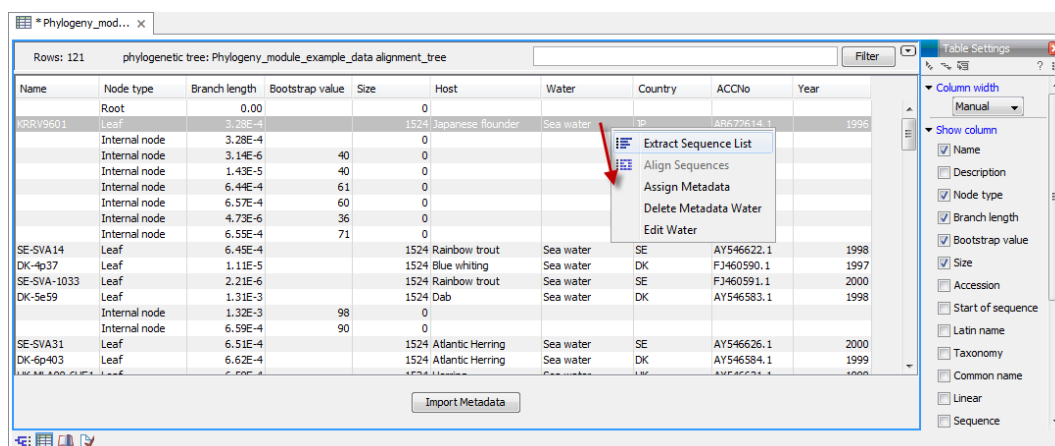 * Phylogeny_mod...
Rows: 121 phylogenetic tree: Phylogeny_module_example_data alignment_tree Filter
Table Settings
Name Node type Branch length Bootstrap value Size Host Water Country ACCNo Year
Root 0.00 0
KRRV9601 Leaf 3.28E-4 1524 Japanese flounder Sea water JP AB672614.1 1996
Internal node 3.28E-4 0
Internal node 3.14E-6 40 0
Internal node 1.43E-5 40 0
Internal node 6.44E-4 61 0
Internal node 6.57E-4 60 0
Internal node 4.73E-6 36 0
Internal node 6.55E-4 71 0
SE-SVA14 Leaf 6.45E-4 1524 Rainbow trout Sea water SE AY546622.1 1998
DK-4p37 Leaf 1.11E-5 1524 Blue whiting Sea water DK FJ460590.1 1997
SE-SVA-1033 Leaf 2.21E-6 1524 Rainbow trout Sea water SE FJ460591.1 2000
DK-5e59 Leaf 1.31E-3 1524 Dab Sea water DK AY546583.1 1998
Internal node 1.32E-3 98 0
Internal node 6.59E-4 90 0
SE-SVA31 Leaf 6.51E-4 1524 Atlantic Herring Sea water SE AY546626.1 2000
DK-6p403 Leaf 6.62E-4 1524 Atlantic Herring Sea water DK AY546584.1 1999
Extract Sequence List
Align Sequences
Assign Metadata
Delete Metadata Water
Edit Water
Import Metadata
?
Column width
Manual
Show column
Name
Description
Node type
Branch length
Bootstrap value
Size
Accession
Start of sequence
Latin name
Taxonomy
Common name
Linear
Sequence